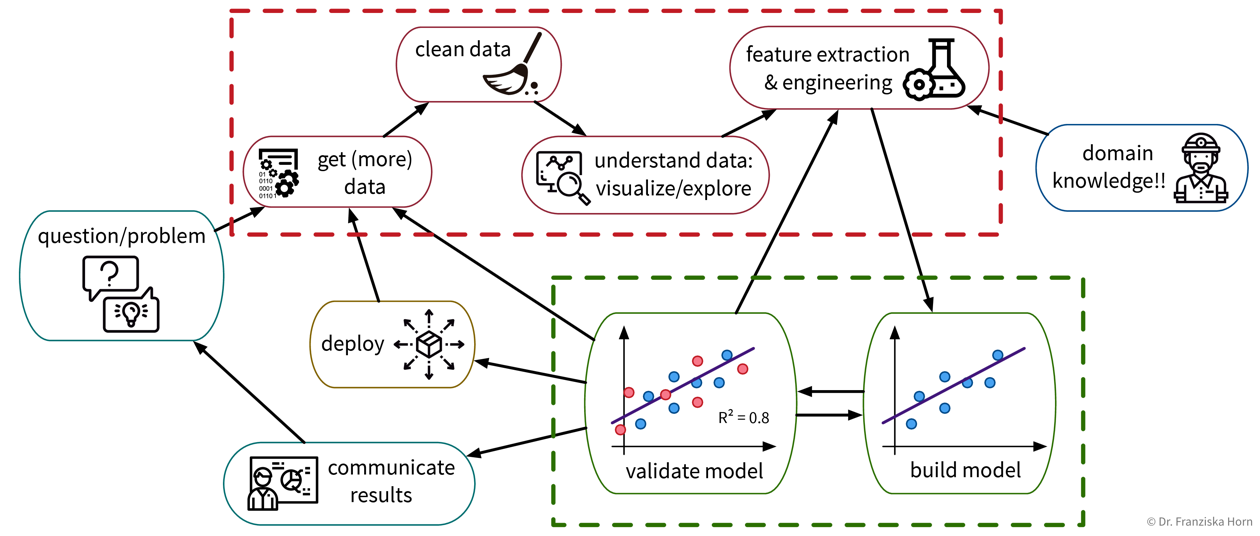 clean data
feature extraction
& engineering
get (more)
data
01
0110
0001
01101
understand data:
visualize/explore
domain
knowledge!!
question/problem
?
deploy
R² = 0.8
validate model
build model
communicate
results
© Dr. Franziska Horn